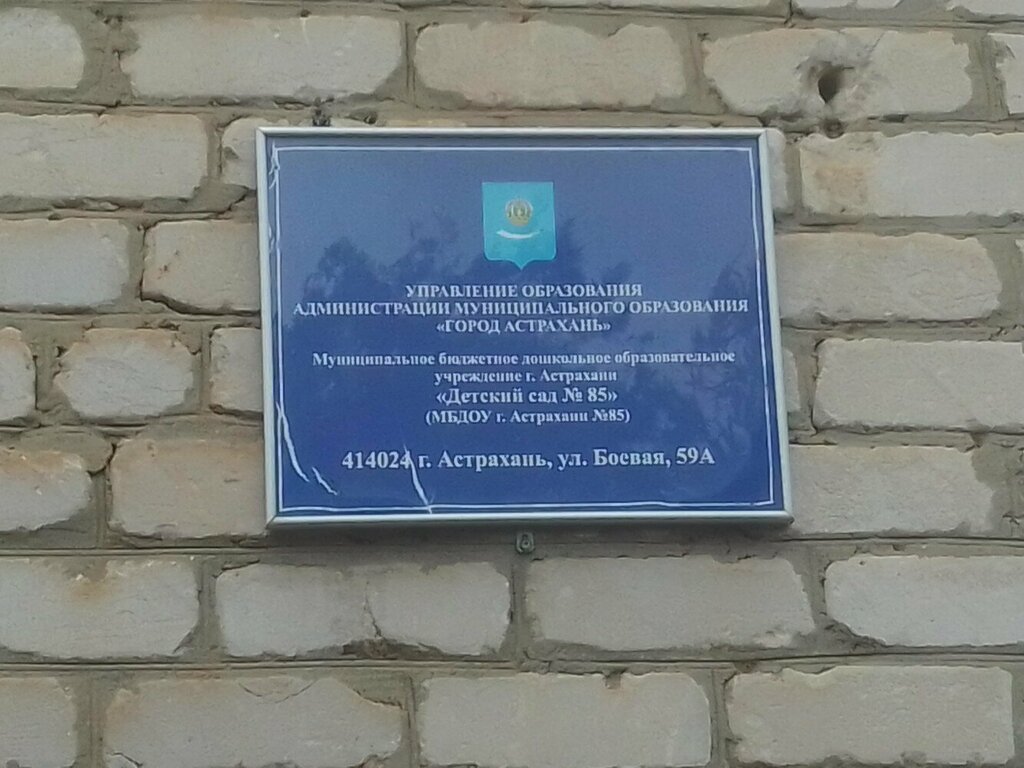 УПРАВЛЕНИЕ ОБРАЗОВАНИЯ
АДМИНИСТРАЦИИ МУНИЦИПАЛЬНОГО ОБРАЗОВАНИЯ
«ГОРОД АСТРАХАНЬ»
Муниципальное бюджетное дошкольное образовательное
учреждение г. Астрахани
«Детский сад № 85»
(МБДОУ г. Астрахани №85)
414024 г. Астрахань, ул. Боевая, 59А